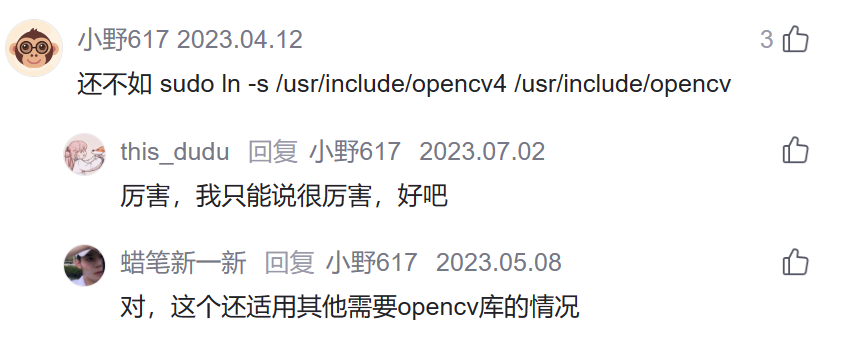 小野617 2023.04.12 3
还不如 sudo ln -s /usr/include/opencv4 /usr/include/opencv
this_dudu 回复 小野617 2023.07.02
厉害，我只能说很厉害，好吧
蜡笔新一新 回复 小野617 2023.05.08
对，这个还适用其他需要opencv库的情况